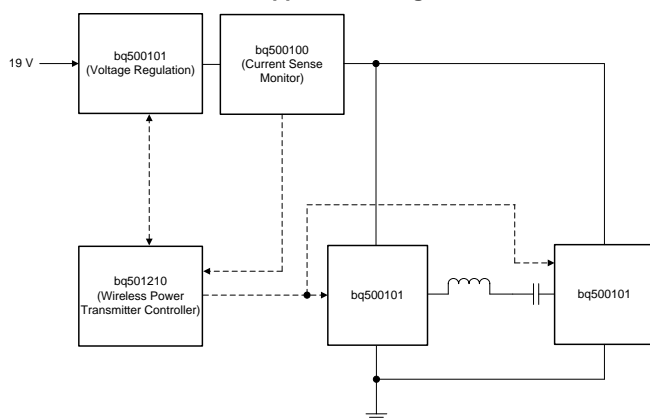 19 V
bq500101
(Voltage Regulation)
bq500100
(Current Sense
Monitor)
bq501210
(Wireless Power
Transmitter Controller)
bq500101
bq500101